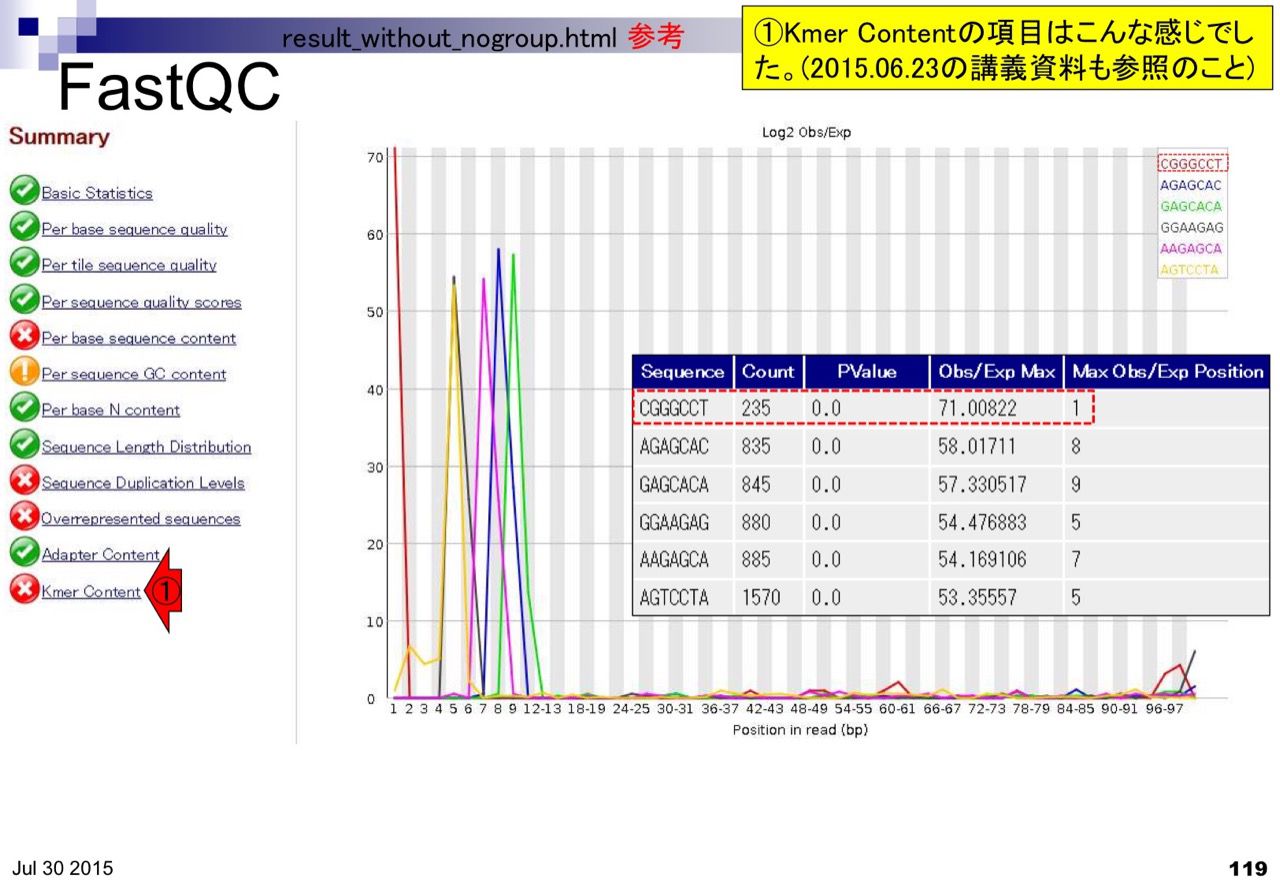 result_without_nogroup.html 参考
①Kmer Contentの項目はこんな感じでし
た。(2015.06.23の講義資料も参照のこと)
FastQC
Summary
Basic Statistics
Per base sequence quality
Per tile sequence quality
Per sequence quality scores
Per base sequence content
Per sequence GC content
Per base N content
Sequence Length Distribution
Sequence Duplication Levels
Overrepresented sequences
Adapter Content
Kmer Content ①
Log2 Obs/Exp
70
60
50
40
30
20
10
0
CGGGCCT
AGAGCAC
GAGCACA
GGAAGAG
AAGAGCA
AGTCCTA
Sequence Count PValue Obs/Exp Max Max Obs/Exp Position
CGGGCCT 235 0.0 71.00822 1
AGAGCAC 835 0.0 58.01711 8
GAGCACA 845 0.0 57.330517 9
GGAAGAG 880 0.0 54.476883 5
AAGAGCA 885 0.0 54.169106 7
AGTCCTA 1570 0.0 53.35557 5
1 2 3 4 5 6 7 8 9 12-13 18-19 24-25 30-31 36-37 42-43 48-49 54-55 60-61 66-67 72-73 78-79 84-85 90-91 96-97
Position in read (bp)
Jul 30 2015
119